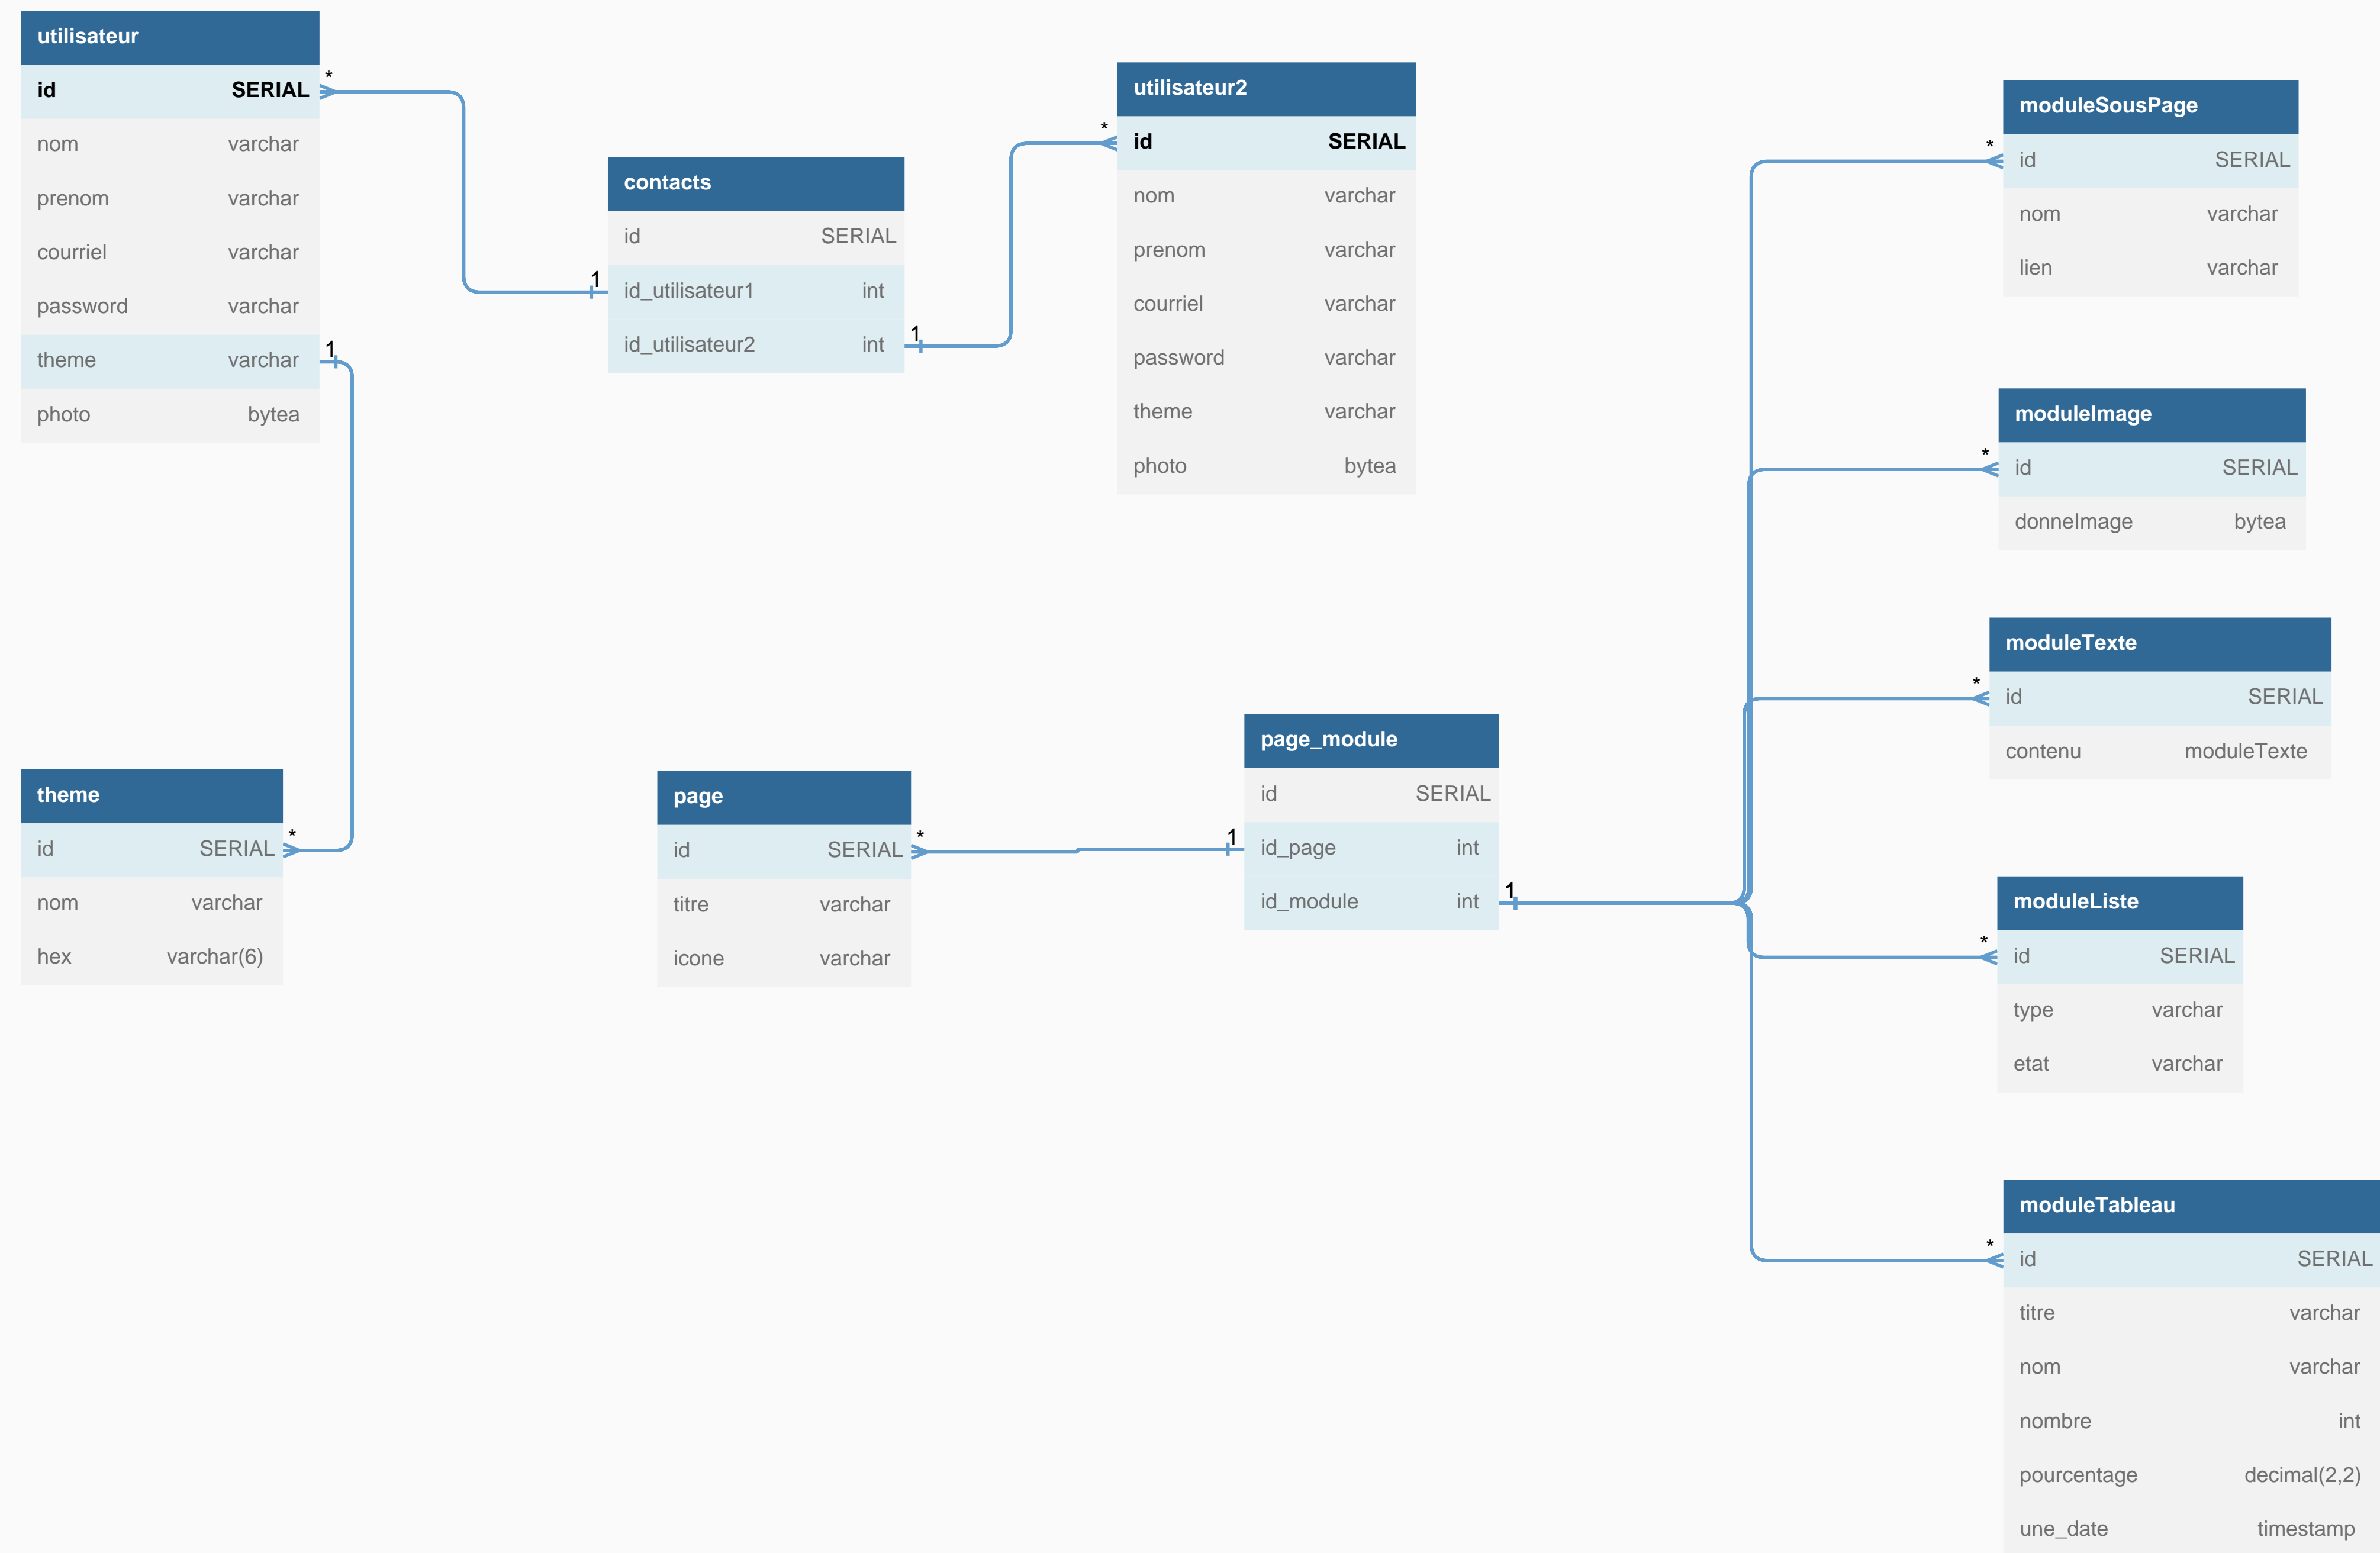 utilisateur
id SERIAL
nom varchar
prenom varchar
courriel varchar
password varchar
theme varchar
photo bytea
*
1
contacts
id SERIAL
id_utilisateur1 int
id_utilisateur2 int
1
1
utilisateur2
id SERIAL
nom varchar
prenom varchar
courriel varchar
password varchar
theme varchar
photo bytea
*
moduleSousPage
id SERIAL
nom varchar
lien varchar
*
moduleImage
id SERIAL
donneImage bytea
*
moduleTexte
id SERIAL
contenu moduleTexte
*
theme
id SERIAL
nom varchar
hex varchar(6)
*
page
id SERIAL
titre varchar
icone varchar
*
page_module
id SERIAL
id_page int
id_module int
1
1
moduleListe
id SERIAL
type varchar
etat varchar
*
moduleTableau
id SERIAL
titre varchar
nom varchar
nombre int
pourcentage decimal(2,2)
une_date timestamp
*